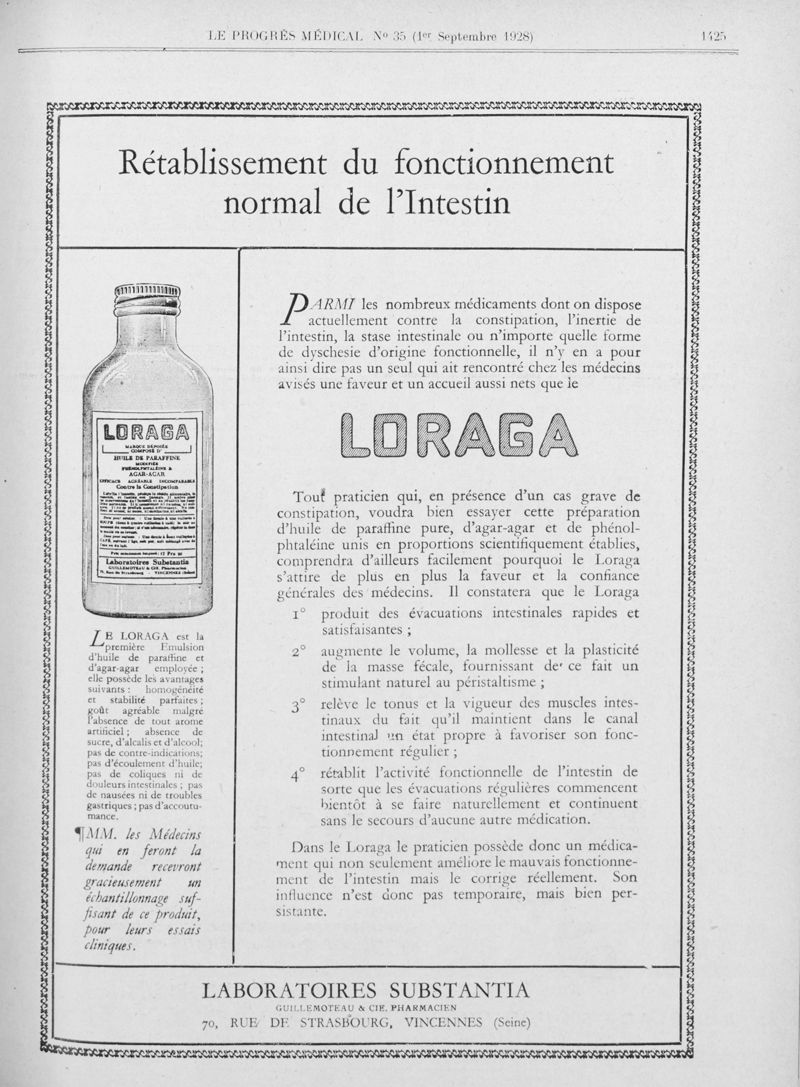 LE PROGRÈS MÉDICAL Nº 35 (1er Septembre 1928) 1425
Rétablissement du fonctionnement
normal de l'Intestin
LORAGA
MARQUE DÉPOSÉE
COMPOSÉ D'
HUILE DE PARAFFINE
MODIFIÉE
PHÉNOLPHTALÉINE &
AGAR-AGAR
EFFICACE AGRÉABLE INCOMPARABLE
Contre la Constipation
Laboratoires Substantia
GUILLEMOTEAU & CIE, Pharmacien
VINCENNES (Seine)
LE LORAGA est la
première Emulsion
d'huile de paraffine et
d'agar-agar employée ;
elle possède les avantages
suivants : homogénéité
et stabilité parfaites ;
goût agréable malgré
l'absence de tout arome
artificiel ; absence de
sucre, d'alcalis et d'alcool;
pas de contre-indications;
pas d'écoulement d'huile;
pas de coliques ni de
douleurs intestinales ; pas
de nausées ni de troubles
gastriques ; pas d'accoutu-
mance.
¶MM. les Médecins
qui en feront la
demande recevront
gracieusement un
échantillonnage suf-
fisant de ce produit,
pour leurs essais
cliniques.
PARMI les nombreux médicaments dont on dispose
actuellement contre la constipation, l'inertie de
l'intestin, la stase intestinale ou n'importe quelle forme
de dyschesie d'origine fonctionnelle, il n'y en a pour
ainsi dire pas un seul qui ait rencontré chez les médecins
avisés une faveur et un accueil aussi nets que le
LORAGA
Tout praticien qui, en présence d'un cas grave de
constipation, voudra bien essayer cette préparation
d'huile de paraffine pure, d'agar-agar et de phénol-
phtaléine unis en proportions scientifiquement établies,
comprendra d'ailleurs facilement pourquoi le Loraga
s'attire de plus en plus la faveur et la confiance
générales des médecins. Il constatera que le Loraga
1° produit des évacuations intestinales rapides et
satisfaisantes ;
2° augmente le volume, la mollesse et la plasticité
de la masse fécale, fournissant de ce fait un
stimulant naturel au péristaltisme ;
3° relève le tonus et la vigueur des muscles intes-
tinaux du fait qu'il maintient dans le canal
intestinal un état propre à favoriser son fonc-
tionnement régulier ;
4° rétablit l'activité fonctionnelle de l'intestin de
sorte que les évacuations régulières commencent
bientôt à se faire naturellement et continuent
sans le secours d'aucune autre médication.
Dans le Loraga le praticien possède donc un médica-
ment qui non seulement améliore le mauvais fonctionne-
ment de l'intestin mais le corrige réellement. Son
influence n'est donc pas temporaire, mais bien per-
sistante.
LABORATOIRES SUBSTANTIA
GUILLEMOTEAU & CIE, PHARMACIEN
70, RUE DE STRASBOURG, VINCENNES (Seine)